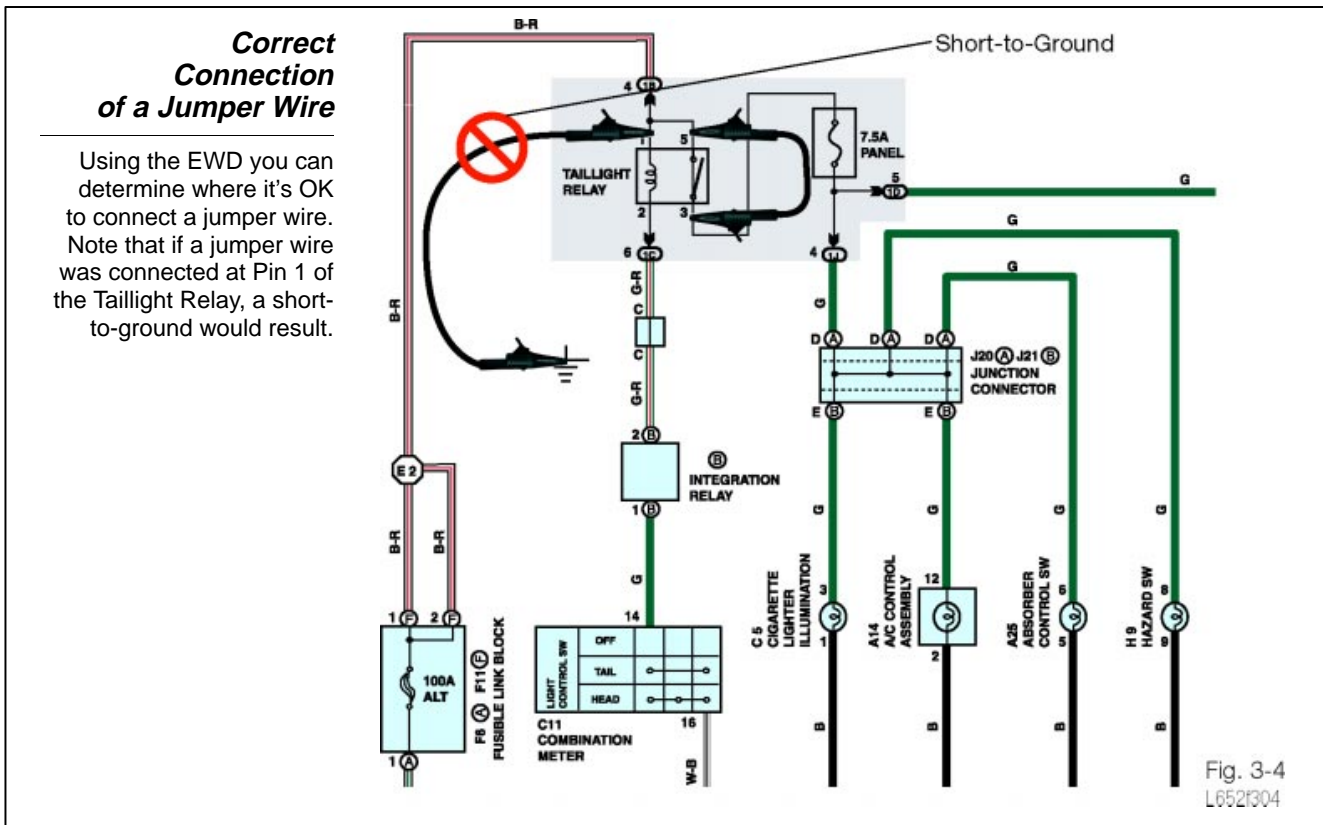 Correct
Connection
of a Jumper Wire
Using the EWD you can
determine where it's OK
to connect a jumper wire.
Note that if a jumper wire
was connected at Pin 1 of
the Taillight Relay, a short-
to-ground would result.
B-R
Short-to-Ground
4 1B
1 5
7.5A
PANEL
TAILLIGHT
RELAY
2 3
5 1D
G
6 1C
4 1J
G
G
B-R
G-R
C
C
G-R
G
D A D A D A
J20 A J21 B
JUNCTION
CONNECTOR
E B E B
2 B
B
INTEGRATION
RELAY
1 B
E 2
B-R
B-R
G
G
G
G
G
1 F 2 F
100A
ALT
F6 A F11 F
FUSIBLE LINK BLOCK
1 A
14
LIGHT
CONTROL SW
OFF
TAIL
HEAD
16
C11
COMBINATION
METER
W-B
C 5
CIGARETTE
LIGHTER
ILLUMINATION
3
1
A14
A/C CONTROL
ASSEMBLY
12
2
A25
ABSORBER
CONTROL SW
6
5
H 9
HAZARD SW
8
9
B
B
B
B
Fig. 3-4
L652f304